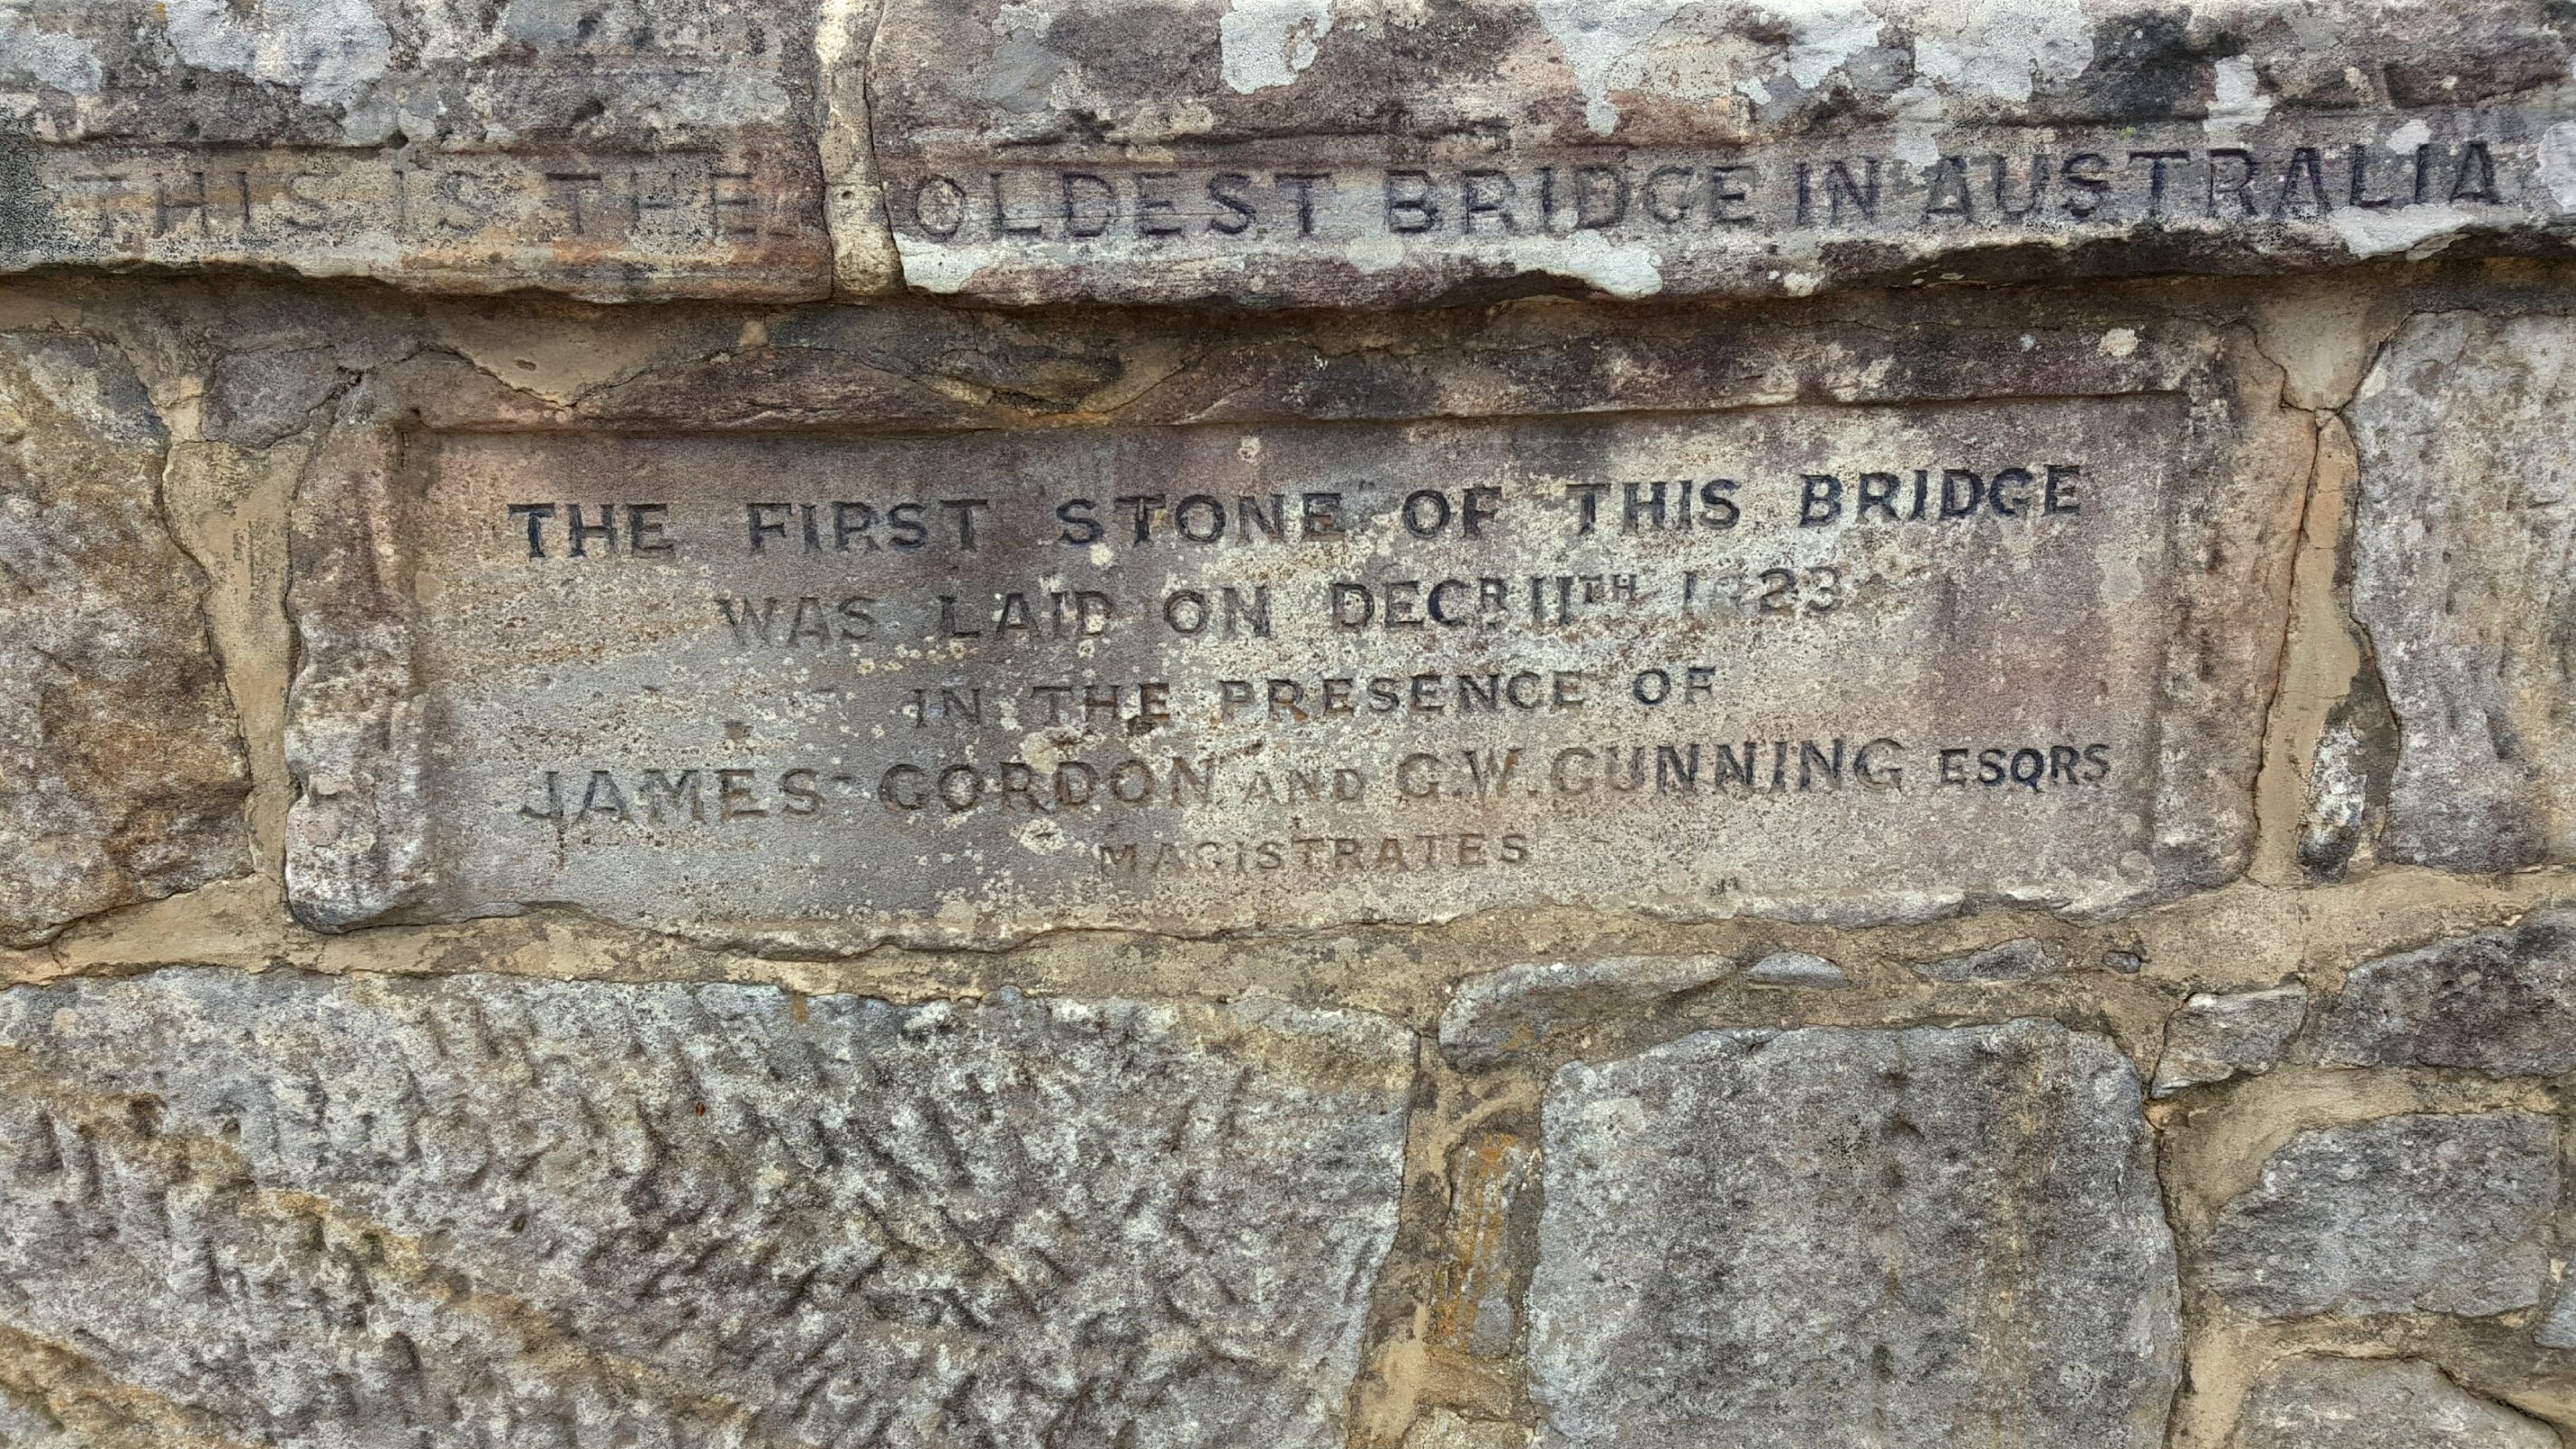 THIS IS THE OLDEST BRIDGE IN AUSTRALIA
THE FIRST STONE OF THIS BRIDGE
WAS LAID ON DECR 11TH 1823
IN THE PRESENCE OF
JAMES GORDON AND G.W. GUNNING ESQRS
MAGISTRATES